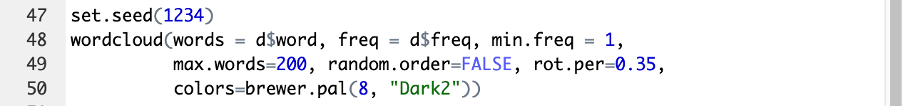 47 set.seed(1234)
48 wordcloud(words = d$word, freq = d$freq, min.freq = 1,
49 max.words=200, random.order=FALSE, rot.per=0.35,
50 colors=brewer.pal(8, "Dark2"))